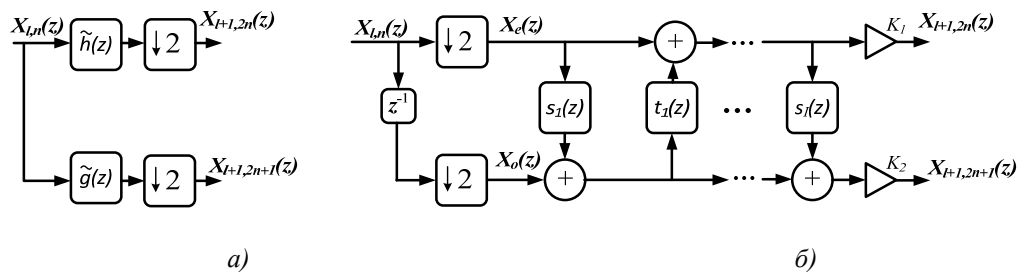 X_{l,n}(z)
h̃(z)
↓ 2
X_{l+1,2n}(z)
g̃(z)
↓ 2
X_{l+1,2n+1}(z)
а)
X_{l,n}(z)
↓ 2
X_e(z)
+
...
K_1
X_{l+1,2n}(z)
z^{-1}
s_1(z)
t_1(z)
...
s_I(z)
↓ 2
X_o(z)
+
...
+
K_2
X_{l+1,2n+1}(z)
б)